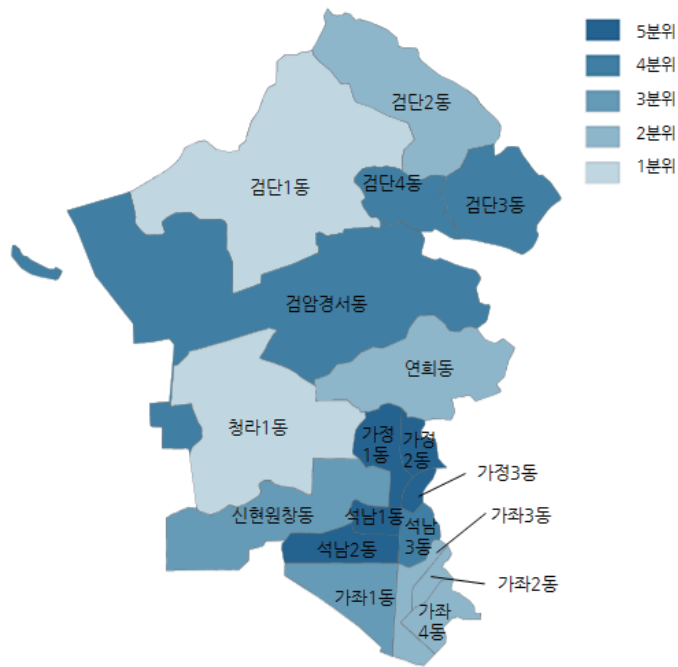 5분위
4분위
3분위
2분위
1분위
검단2동
검단4동
검단1동
검단3동
검암경서동
연희동
청라1동
가정
1동
가정
2동
가정3동
신현원창동
석남1동
석남
3동
가좌3동
석남2동
가좌2동
가좌1동
가좌
4동